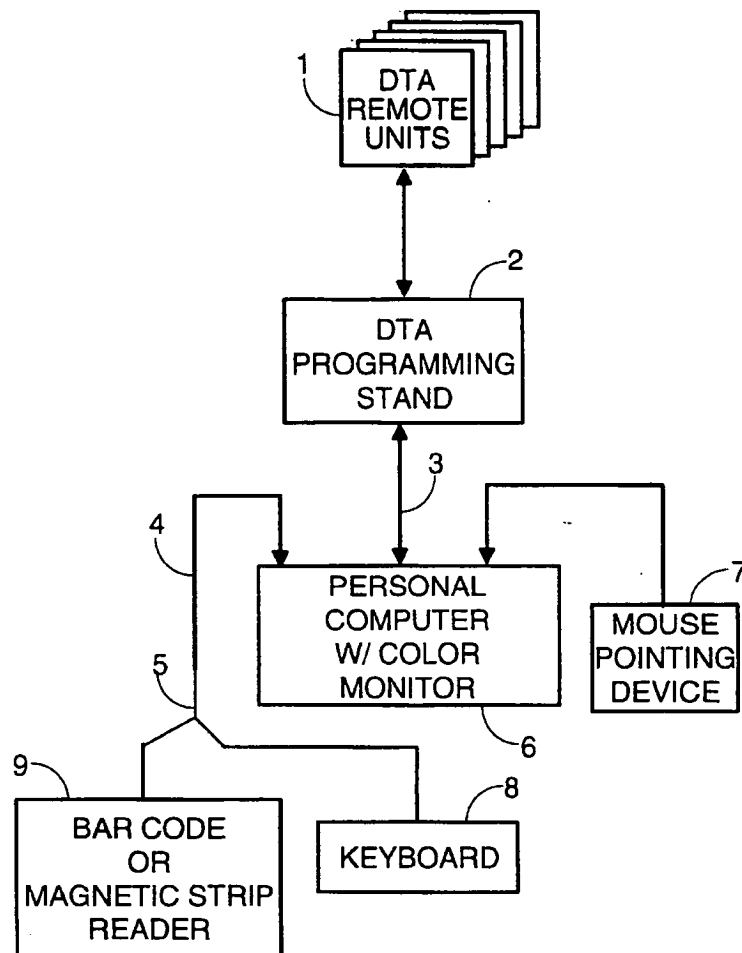 1
DTA
REMOTE
UNITS
2
DTA
PROGRAMMING
STAND
3
4
PERSONAL
COMPUTER
W/ COLOR
MONITOR
7
MOUSE
POINTING
DEVICE
5
6
9
BAR CODE
OR
MAGNETIC STRIP
READER
8
KEYBOARD